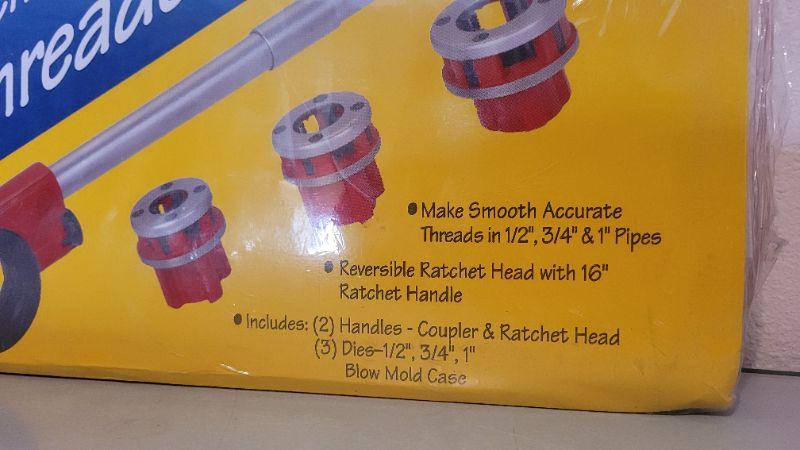 • Make Smooth Accurate
Threads in 1/2", 3/4" & 1" Pipes
• Reversible Ratchet Head with 16"
Ratchet Handle
• Includes: (2) Handles - Coupler & Ratchet Head
(3) Dies–1/2", 3/4", 1"
Blow Mold Case